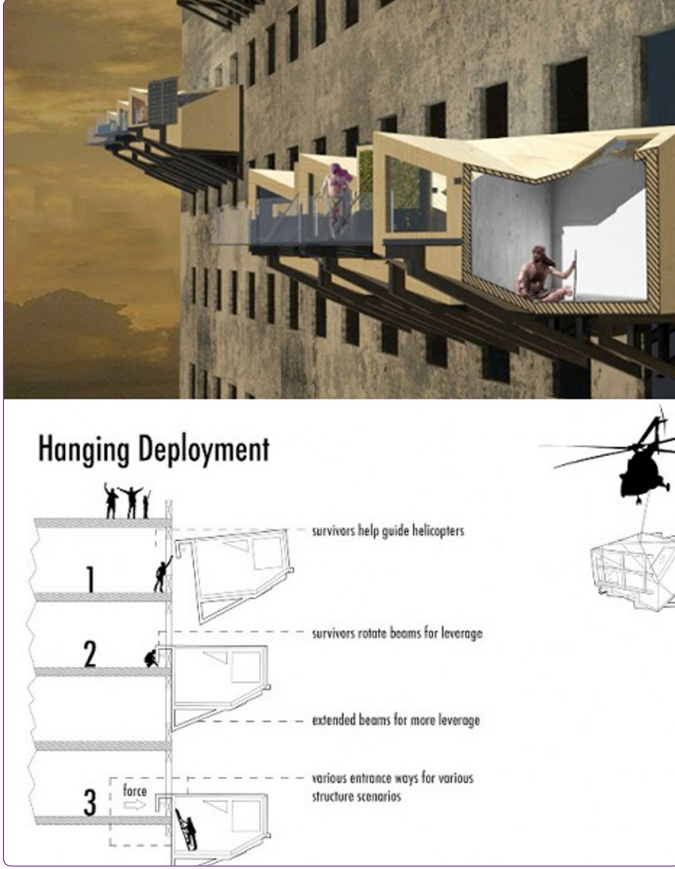 Hanging Deployment
survivors help guide helicopters
1
survivors rotate beams for leverage
2
extended beams for more leverage
various entrance ways for various
structure scenarios
force
3